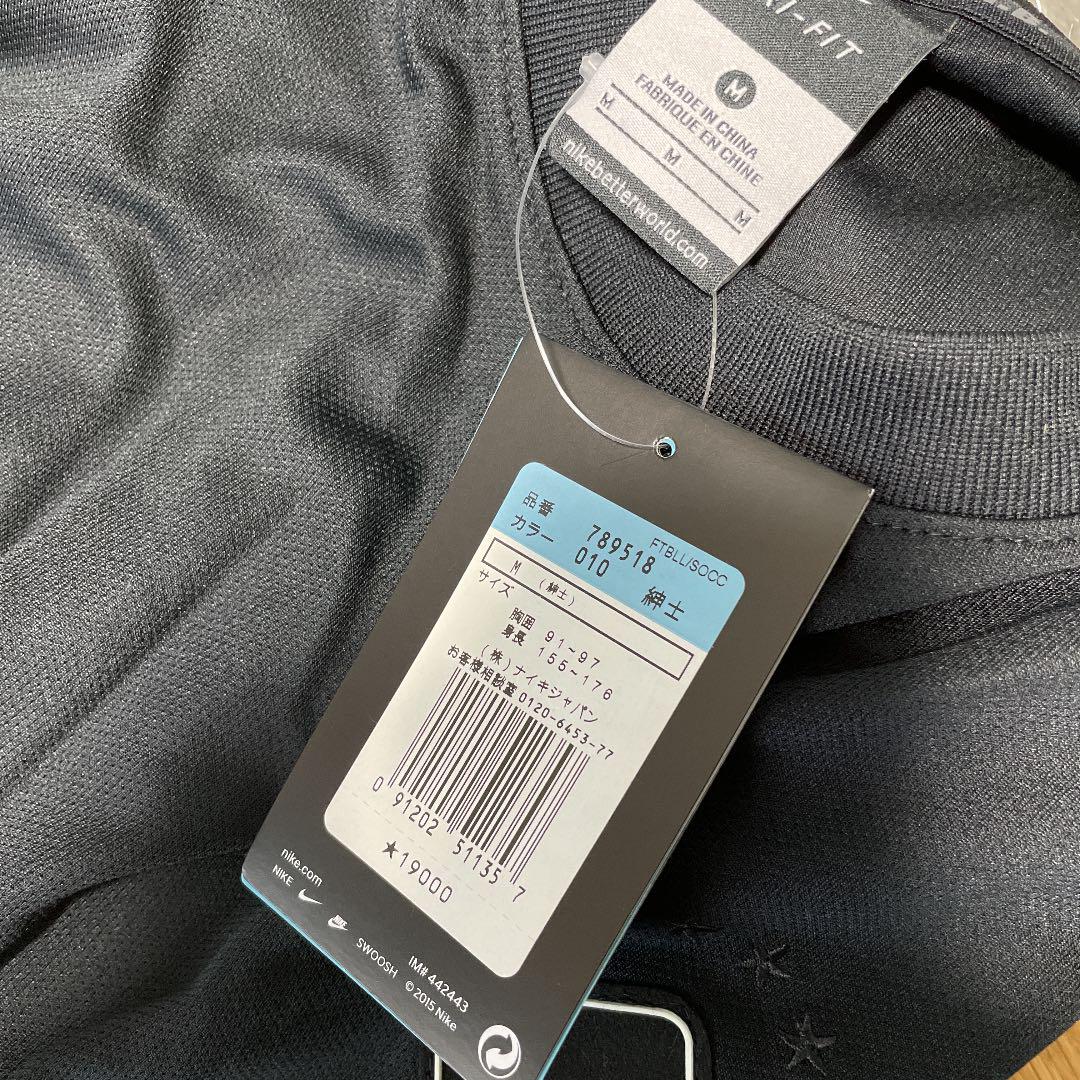 RI-FIT
M
MADE IN CHINA
FABRIQUE EN CHINE
M
M
M
nikebetterworld.com
品番 789518 FTBLL/SOCC
カラー 010 紳士
M (紳士)
サイズ
胸囲 91~97
身長 155~176
(株)ナイキジャパン
お客様相談室 0120-6453-77
0 91202 51135 7
★19000
nike.com
NIKE
NIKE
SWOOSH
IM# 442443
© 2015 Nike